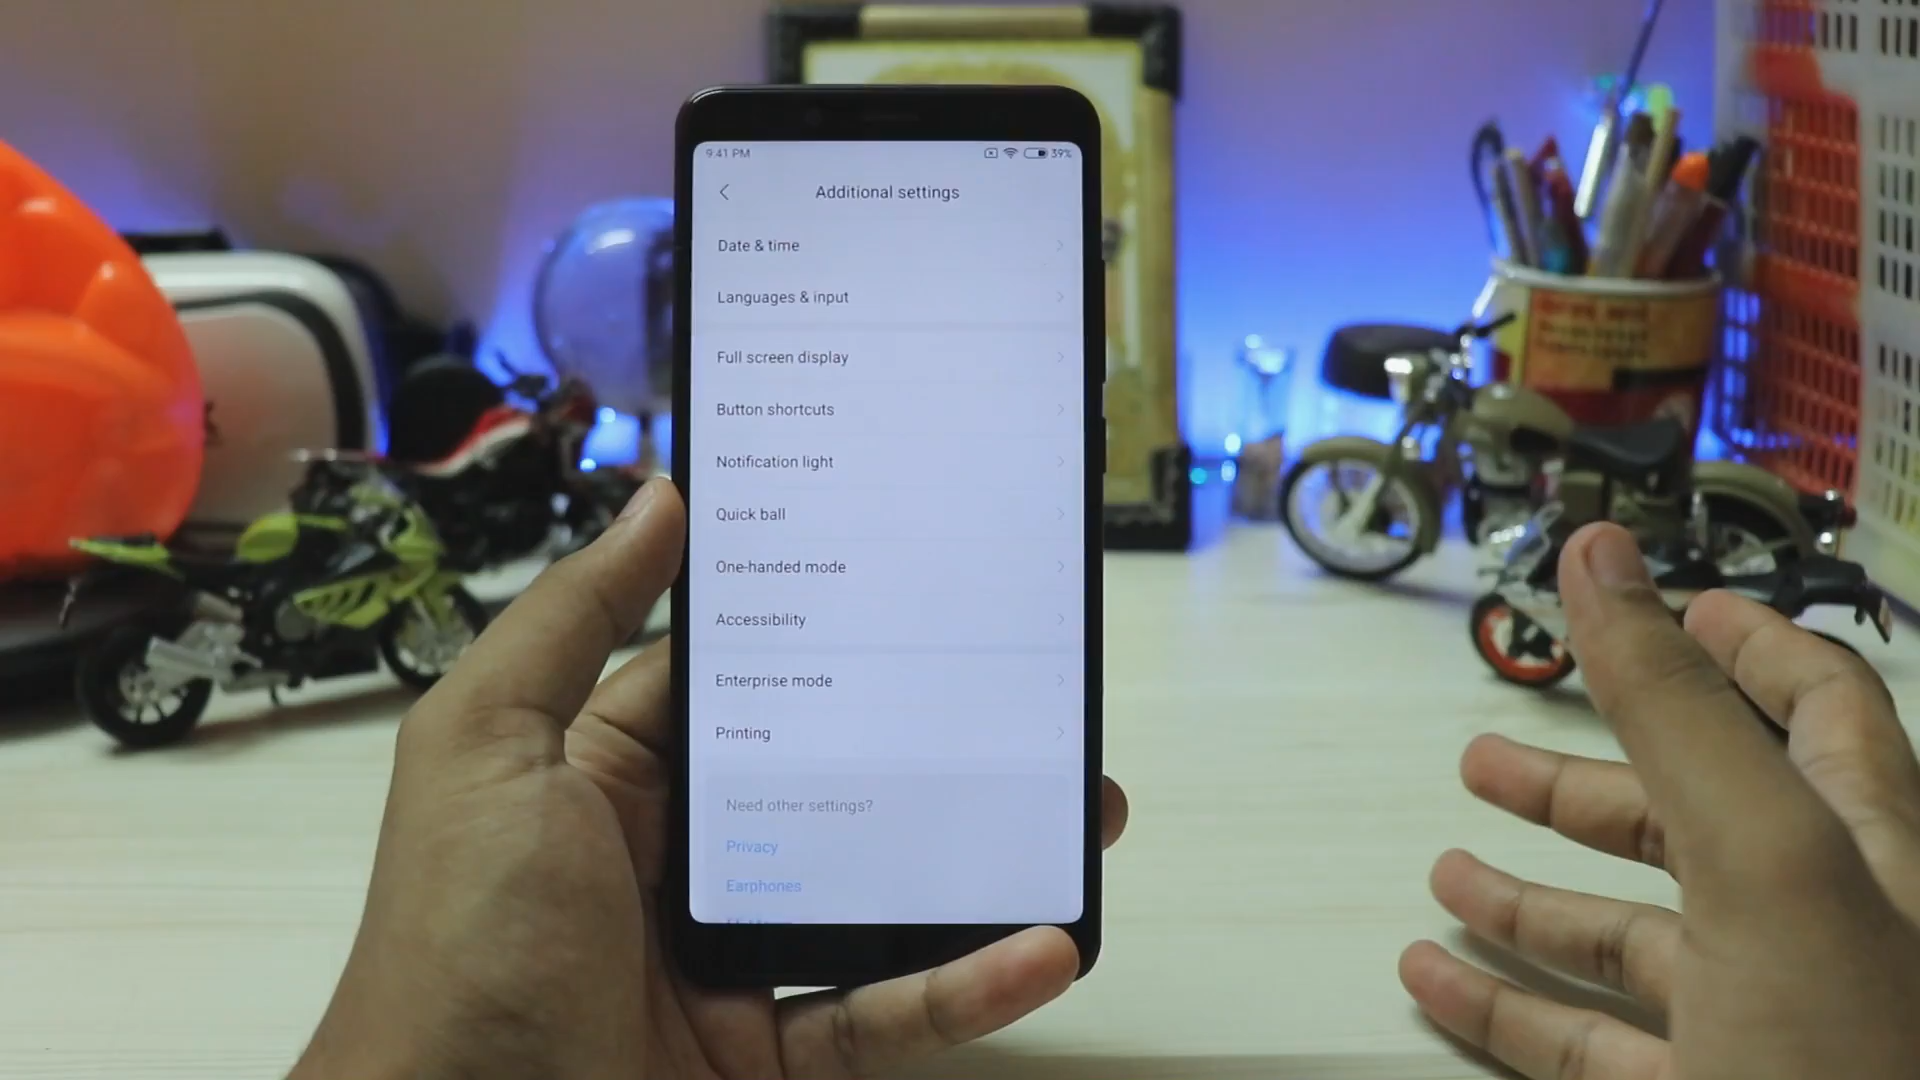 9:41 PM
39%
Additional settings
Date & time
Languages & input
Full screen display
Button shortcuts
Notification light
Quick ball
One-handed mode
Accessibility
Enterprise mode
Printing
Need other settings?
Privacy
Earphones